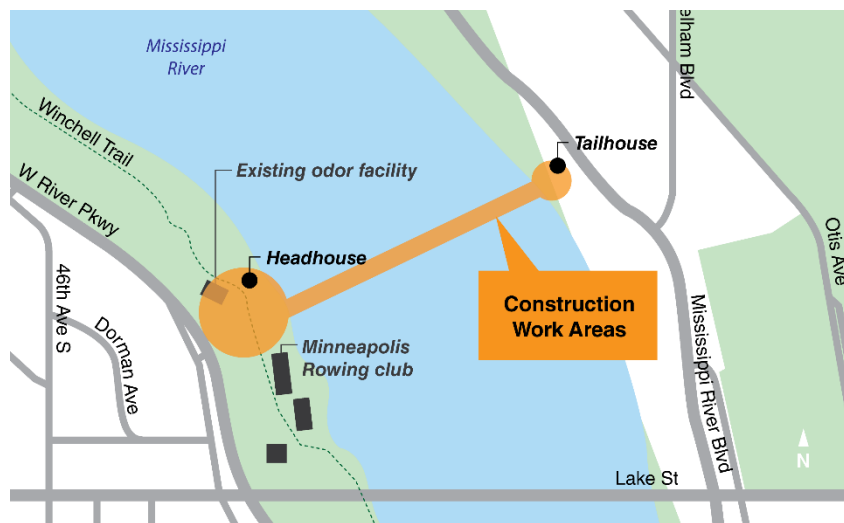 Mississippi
River
elham Blvd
Winchell Trail
Tailhouse
Existing odor facility
W River Pkwy
Otis Ave
Headhouse
46th Ave S
Construction
Work Areas
Dorman Ave
Minneapolis
Rowing club
Mississippi River Blvd
N
Lake St